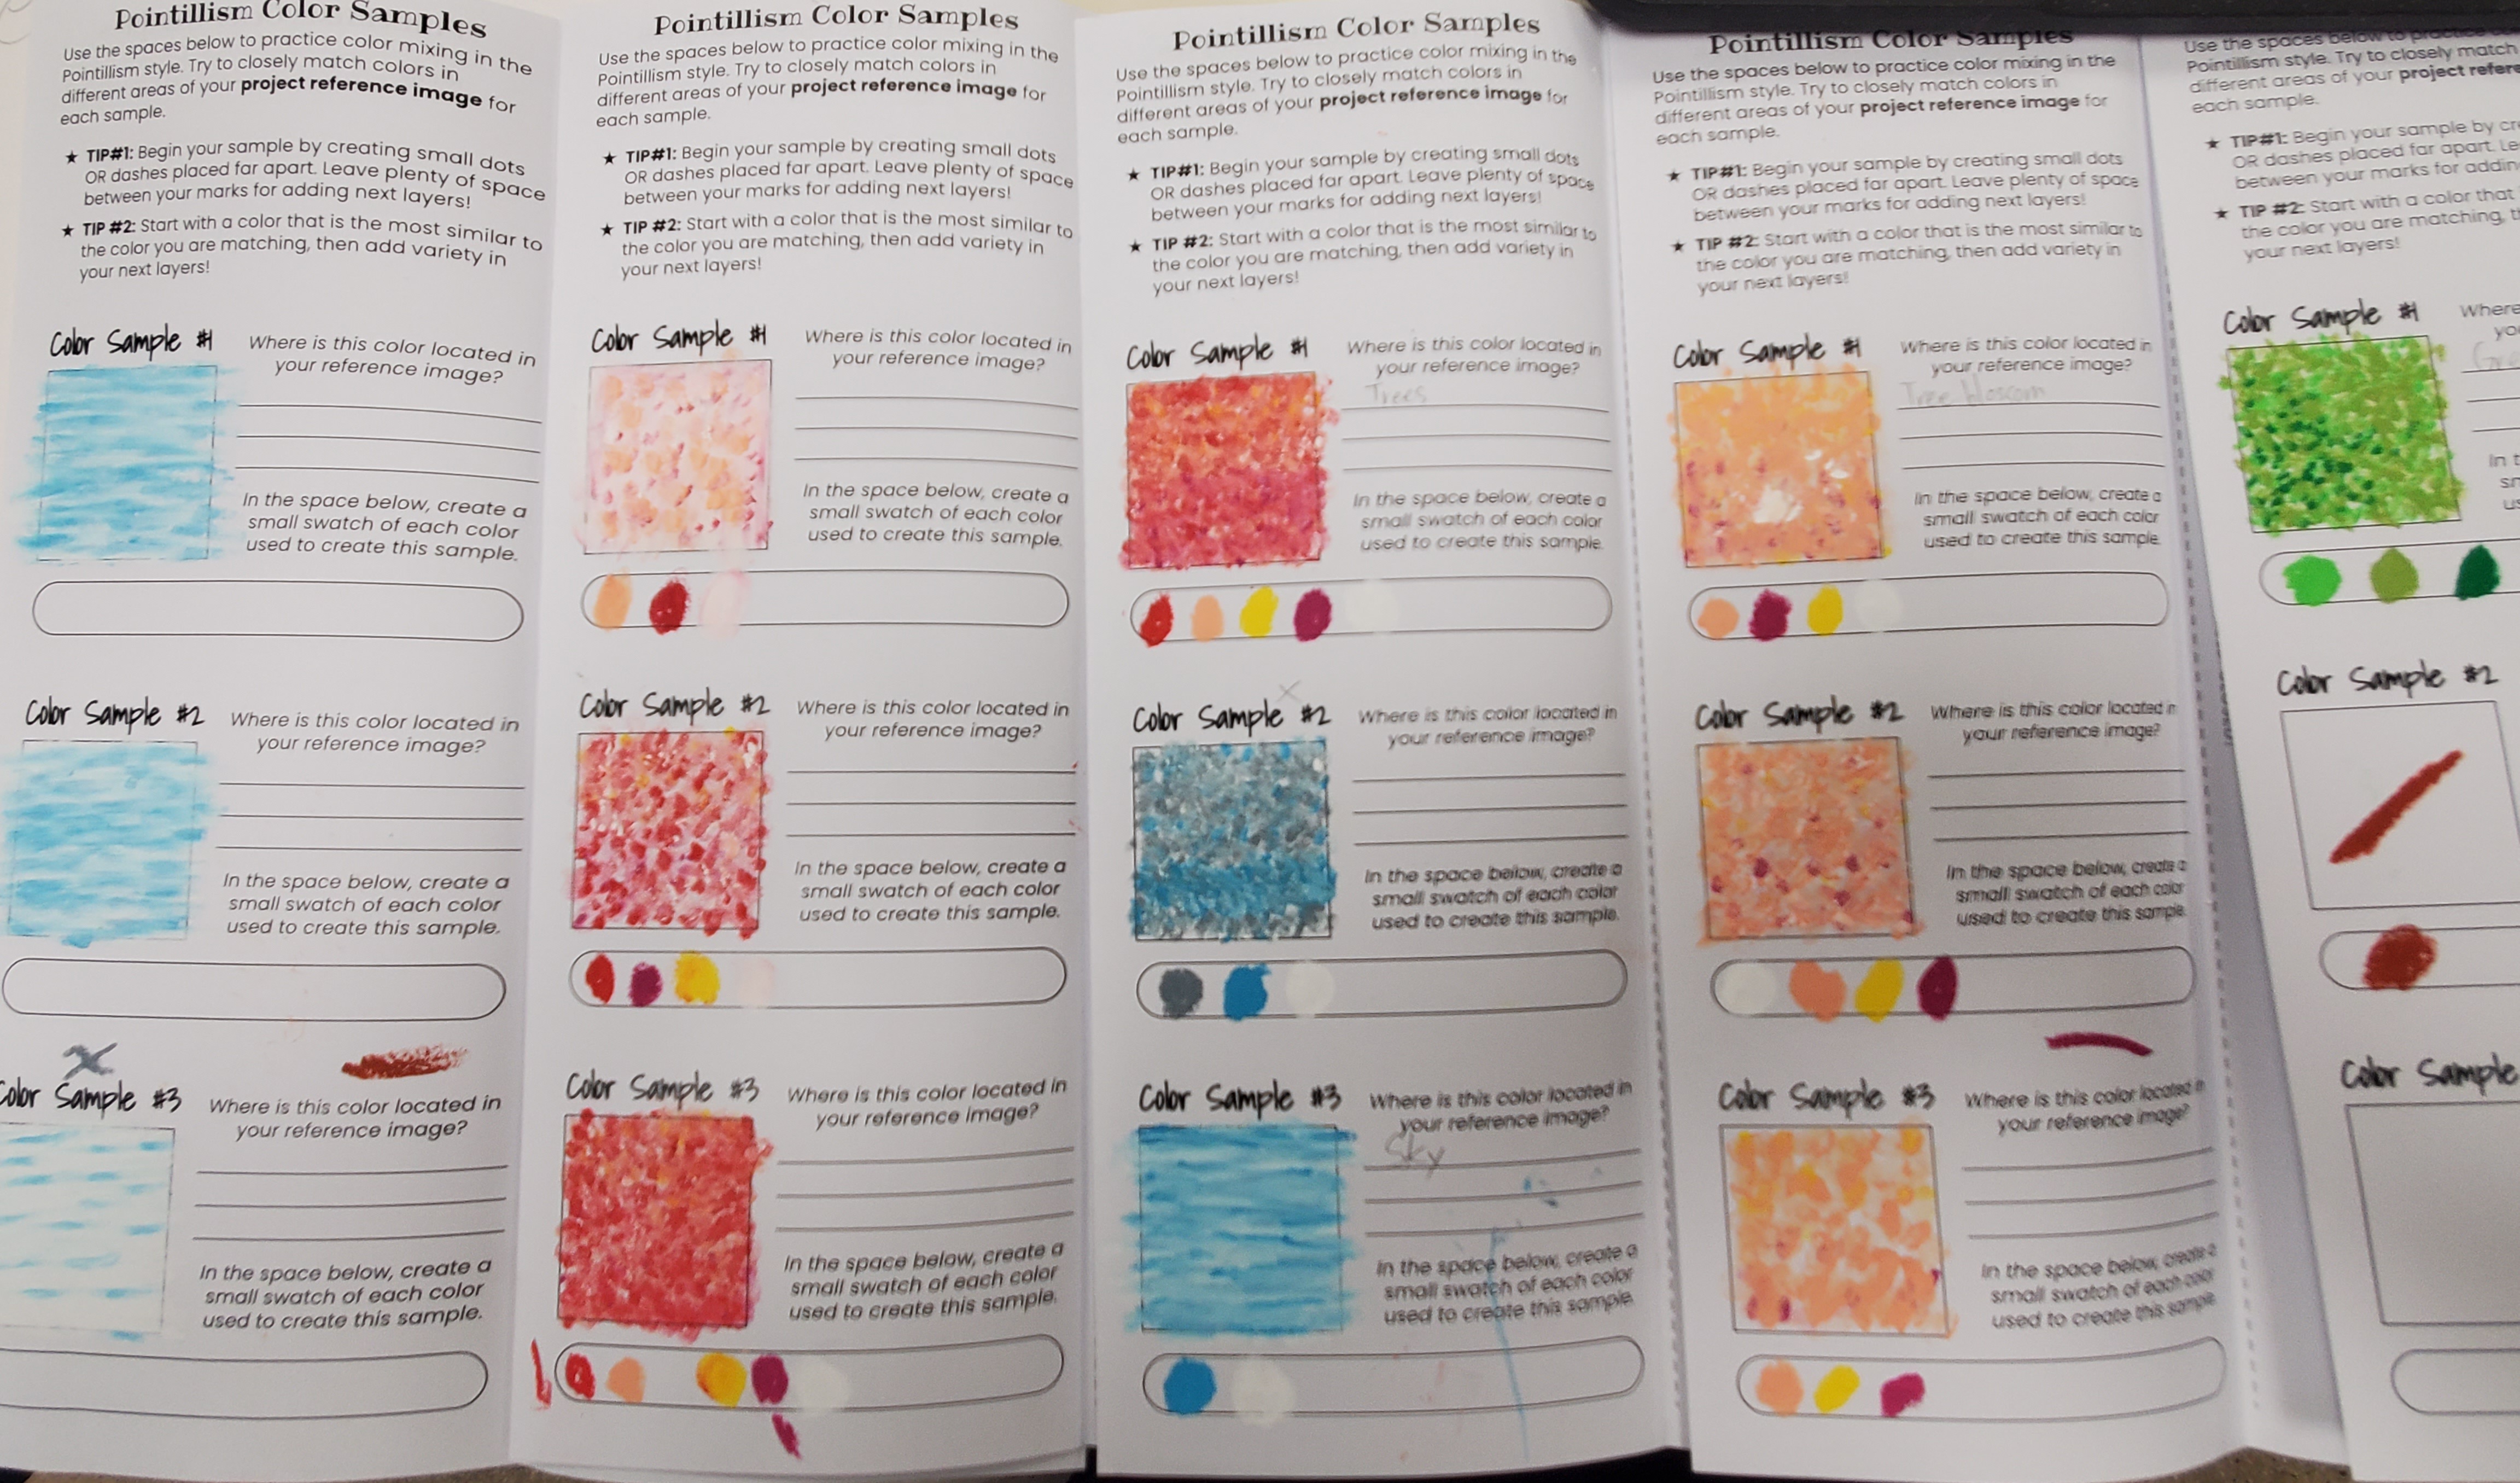 Pointillism Color Samples
Use the spaces below to practice color mixing in the
Pointillism style. Try to closely match colors in
different areas of your project reference image for
each sample.
★ TIP#1: Begin your sample by creating small dots
OR dashes placed far apart. Leave plenty of space
between your marks for adding next layers!
★ TIP #2: Start with a color that is the most similar to
the color you are matching, then add variety in
your next layers!
Color Sample #1
Where is this color located in
your reference image?
In the space below, create a
small swatch of each color
used to create this sample.
Color Sample #2
Where is this color located in
your reference image?
In the space below, create a
small swatch of each color
used to create this sample.
X
Color Sample #3
Where is this color located in
your reference image?
In the space below, create a
small swatch of each color
used to create this sample.
Pointillism Color Samples
Use the spaces below to practice color mixing in the
Pointillism style. Try to closely match colors in
different areas of your project reference image for
each sample.
★ TIP#1: Begin your sample by creating small dots
OR dashes placed far apart. Leave plenty of space
between your marks for adding next layers!
★ TIP #2: Start with a color that is the most similar to
the color you are matching, then add variety in
your next layers!
Color Sample #1
Where is this color located in
your reference image?
In the space below, create a
small swatch of each color
used to create this sample.
Color Sample #2
Where is this color located in
your reference image?
In the space below, create a
small swatch of each color
used to create this sample.
Color Sample #3
Where is this color located in
your reference image?
In the space below, create a
small swatch of each color
used to create this sample.
Pointillism Color Samples
Use the spaces below to practice color mixing in the
Pointillism style. Try to closely match colors in
different areas of your project reference image for
each sample.
★ TIP#1: Begin your sample by creating small dots
OR dashes placed far apart. Leave plenty of space
between your marks for adding next layers!
★ TIP #2: Start with a color that is the most similar to
the color you are matching, then add variety in
your next layers!
Color Sample #1
Where is this color located in
your reference image?
Trees
In the space below, create a
small swatch of each color
used to create this sample.
X
Color Sample #2
Where is this color located in
your reference image?
In the space below, create a
small swatch of each color
used to create this sample.
Color Sample #3
Where is this color located in
your reference image?
Sky
In the space below, create a
small swatch of each color
used to create this sample.
Pointillism Color Samples
Use the spaces below to practice color mixing in the
Pointillism style. Try to closely match colors in
different areas of your project reference image for
each sample.
★ TIP#1: Begin your sample by creating small dots
OR dashes placed far apart. Leave plenty of space
between your marks for adding next layers!
★ TIP #2: Start with a color that is the most similar to
the color you are matching, then add variety in
your next layers!
Color Sample #1
Where is this color located in
your reference image?
Tree blossom
In the space below, create a
small swatch of each color
used to create this sample.
Color Sample #2
Where is this color located in
your reference image?
In the space below, create a
small swatch of each color
used to create this sample.
Color Sample #3
Where is this color located in
your reference image?
In the space below, create a
small swatch of each color
used to create this sample.
Use the spaces below to practice
Pointillism style. Try to closely match
different areas of your project
each sample.
★ TIP#1: Begin your sample by
OR dashes placed far apart.
between your marks for
★ TIP #2: Start with a color that
the color you are matching,
your next layers!
Color Sample #1
Where
In
Color Sample #2
Color Sample